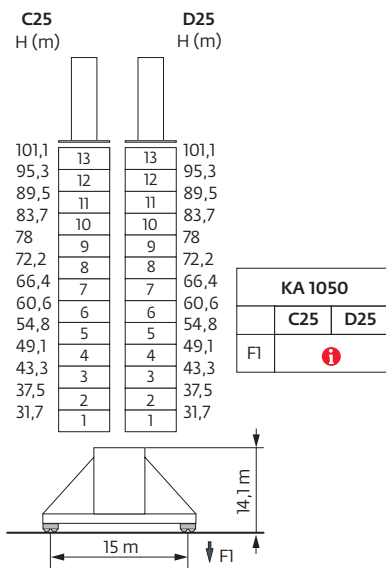 C25 D25
H (m) H (m)
101,1 13 13 101,1
95,3 12 12 95,3
89,5 11 11 89,5
83,7 10 10 83,7
78 9 9 78
72,2 8 8 72,2
66,4 7 7 66,4
60,6 6 6 60,6
54,8 5 5 54,8
49,1 4 4 49,1
43,3 3 3 43,3
37,5 2 2 37,5
31,7 1 1 31,7
KA 1050
C25 D25
F1 i
14,1 m
15 m F1